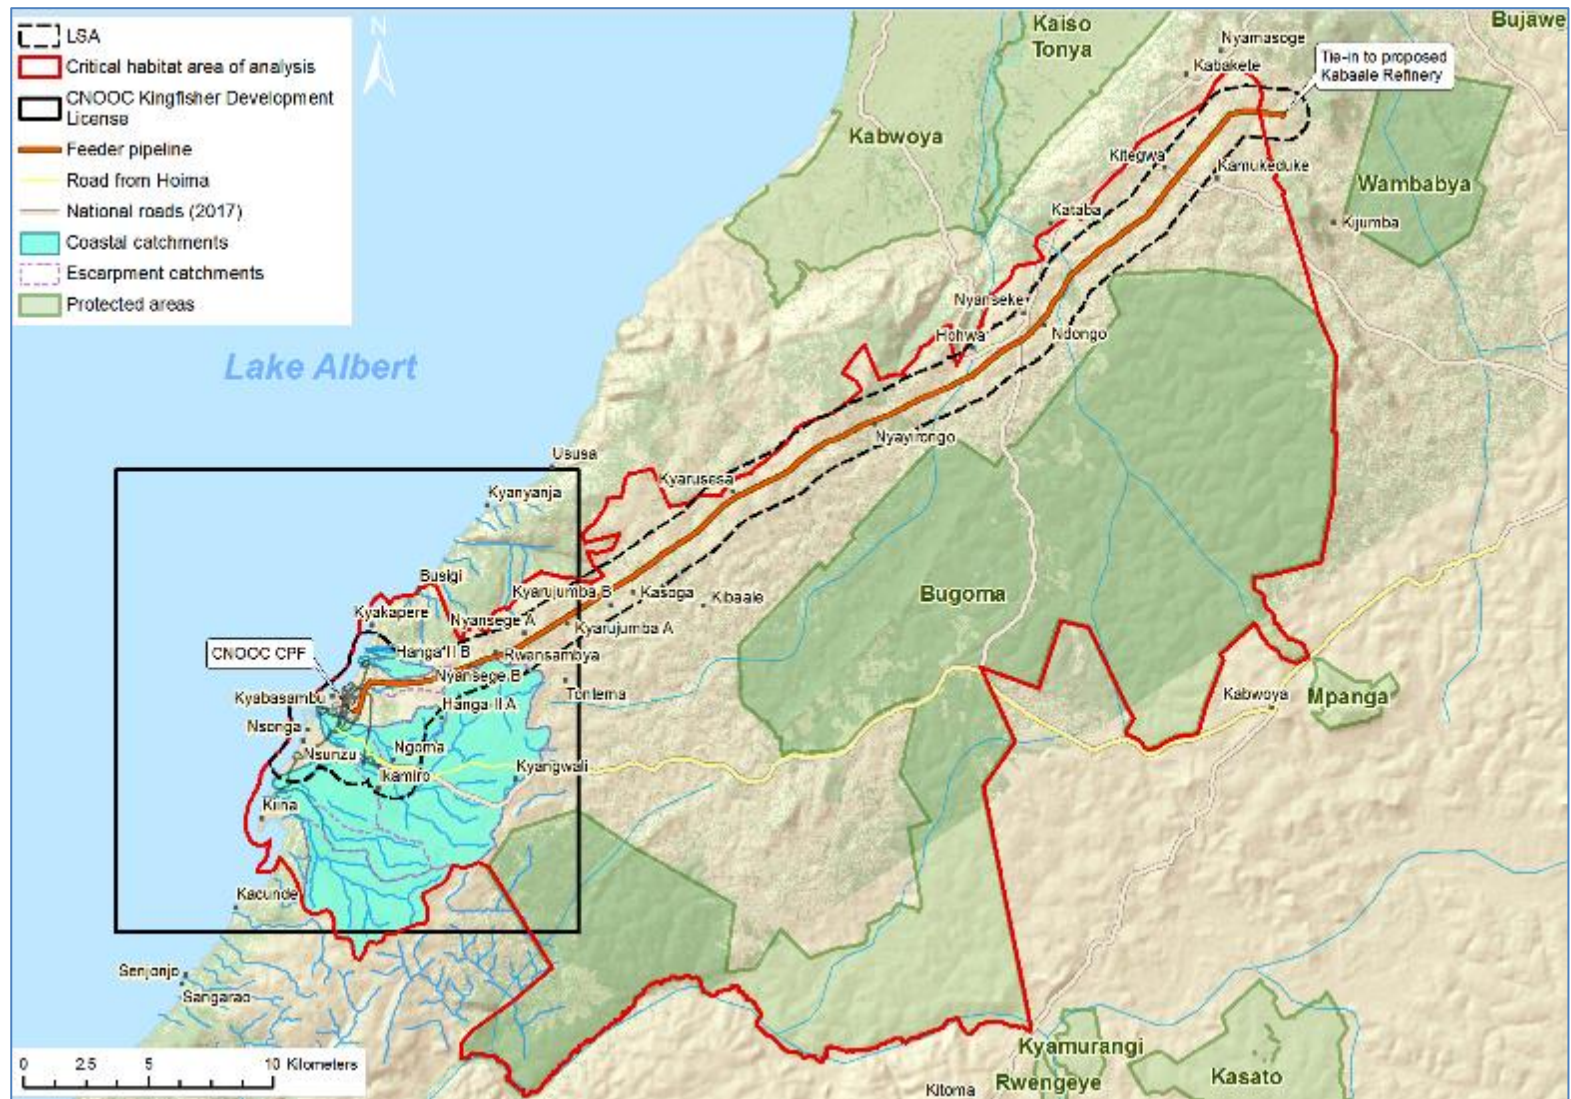 LSA
Critical habitat area of analysis
CNOOC Kingfisher Development
License
Feeder pipeline
Road from Hoima
National roads (2017)
Coastal catchments
Escarpment catchments
Protected areas
N
Kaiso
Tonya
Bujawe
Nyamasoge
Kabakete
Tie-in to proposed
Kabaale Refinery
Kabwoya
Kitegwa
Kamukeduke
Wambabya
Kataba
Kijumba
Nyanseke
Hohwa
Ndongo
Lake Albert
Nyayirongo
Ususa
Kyarusesa
Kyanyanja
Busigi
Kyarujumba B
Kasoga
Kibaale
Bugoma
Kyakapere
Nyansege A
Kyarujumba A
CNOOC CPF
Hanga II B
Rwansambya
Nyansege B
Kyabasambu
Tontema
Kabwoya
Mpanga
Hanga II A
Nsonga
Nsunzu
Ngoma
Ikamiro
Kyangwali
Kiina
Kacunde
Senjonjo
Sangarao
Kyamurangi
Rwengeye
Kasato
Kitoma
0 2.5 5 10 Kilometers